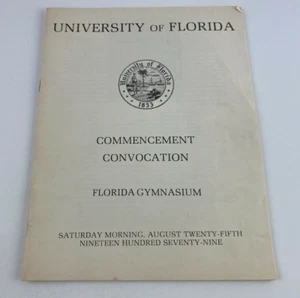 UNIVERSITY OF FLORIDA
University of Florida
1853
COMMENCEMENT
CONVOCATION
FLORIDA GYMNASIUM
SATURDAY MORNING, AUGUST TWENTY-FIFTH
NINETEEN HUNDRED SEVENTY-NINE